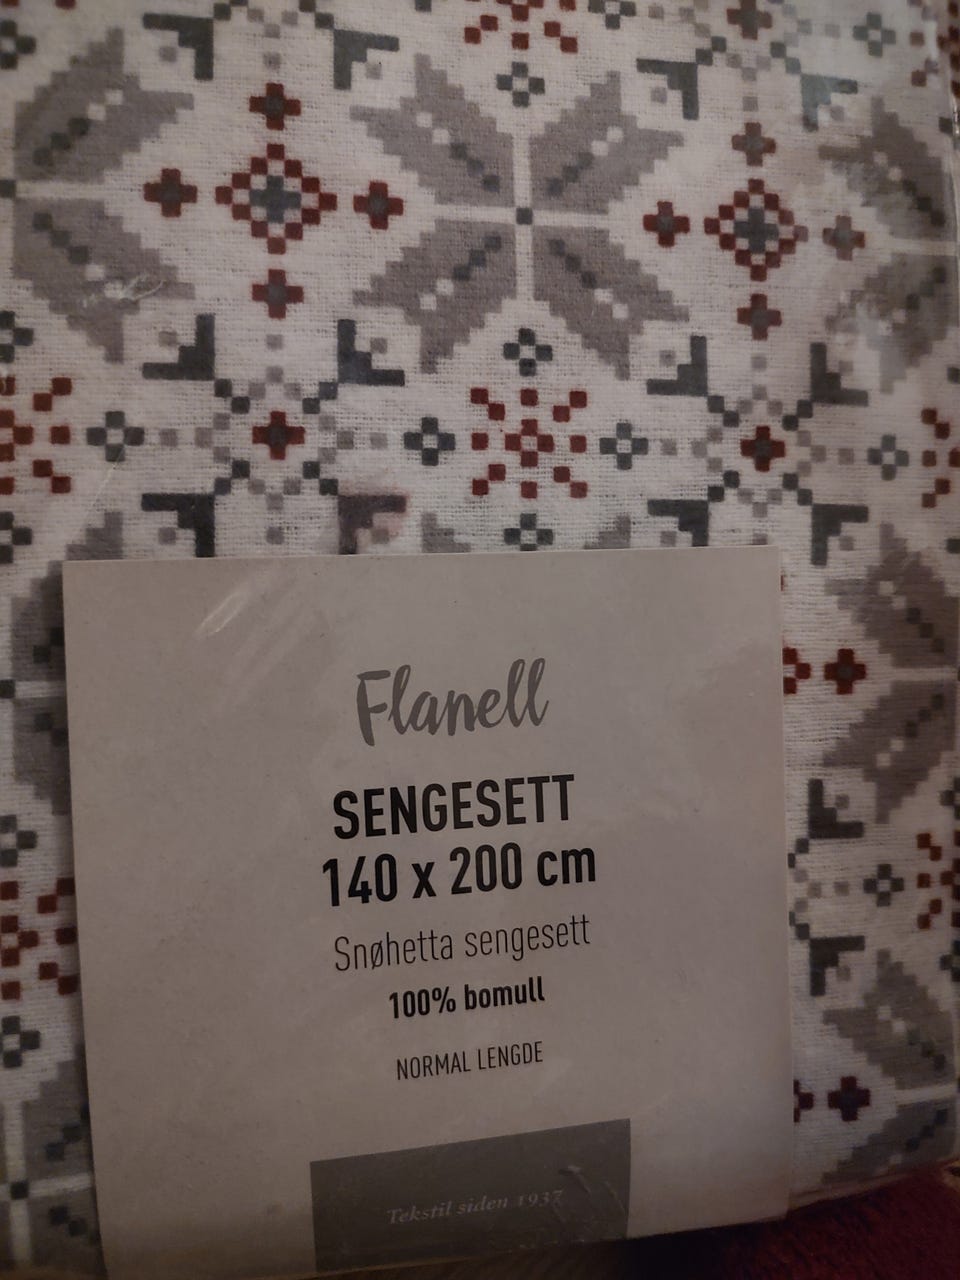 Flanell
SENGESETT
140 x 200 cm
Snøhetta sengesett
100% bomull
NORMAL LENGDE
Tekstil siden 1937